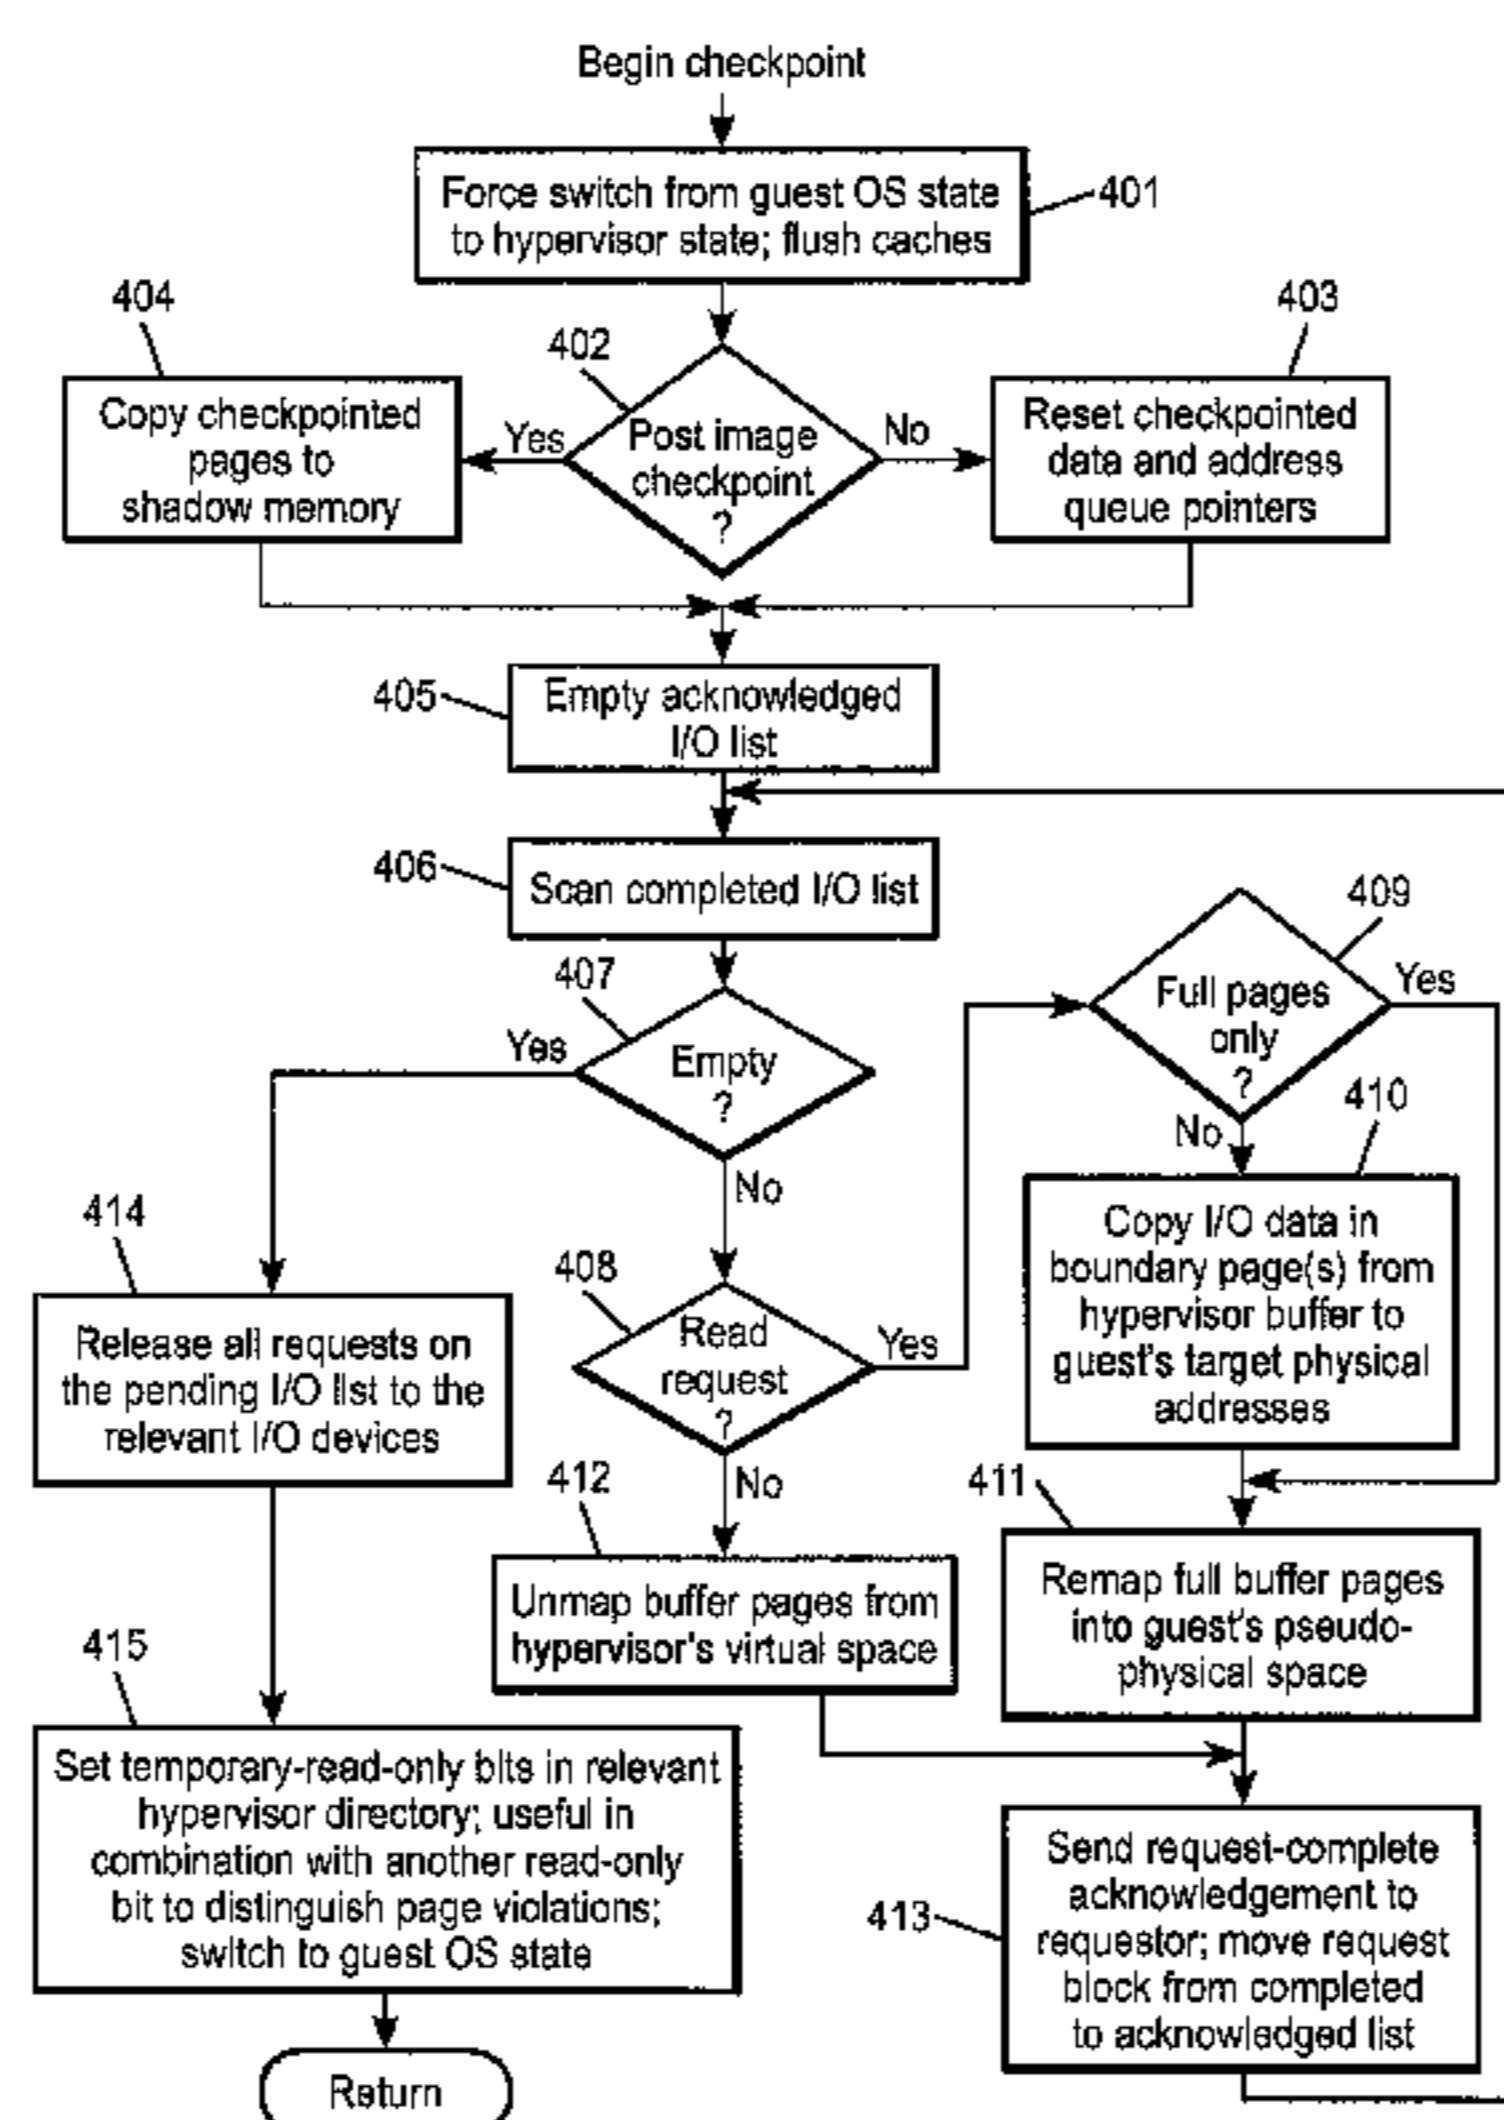 Begin checkpoint
Force switch from guest OS state
to hypervisor state; flush caches
401
404
402
403
Copy checkpointed
pages to
shadow memory
Yes
Post image
checkpoint
?
No
Reset checkpointed
data and address
queue pointers
405
Empty acknowledged
I/O list
406
Scan completed I/O list
409
407
Full pages
only
?
Yes
Yes
Empty
?
No
410
No
414
408
Copy I/O data in
boundary page(s) from
hypervisor buffer to
guest's target physical
addresses
Release all requests on
the pending I/O list to the
relevant I/O devices
Read
request
?
Yes
412
No
411
Unmap buffer pages from
hypervisor's virtual space
Remap full buffer pages
into guest's pseudo-
physical space
415
Set temporary-read-only bits in relevant
hypervisor directory; useful in
combination with another read-only
bit to distinguish page violations;
switch to guest OS state
413
Send request-complete
acknowledgement to
requestor; move request
block from completed
to acknowledged list
Return